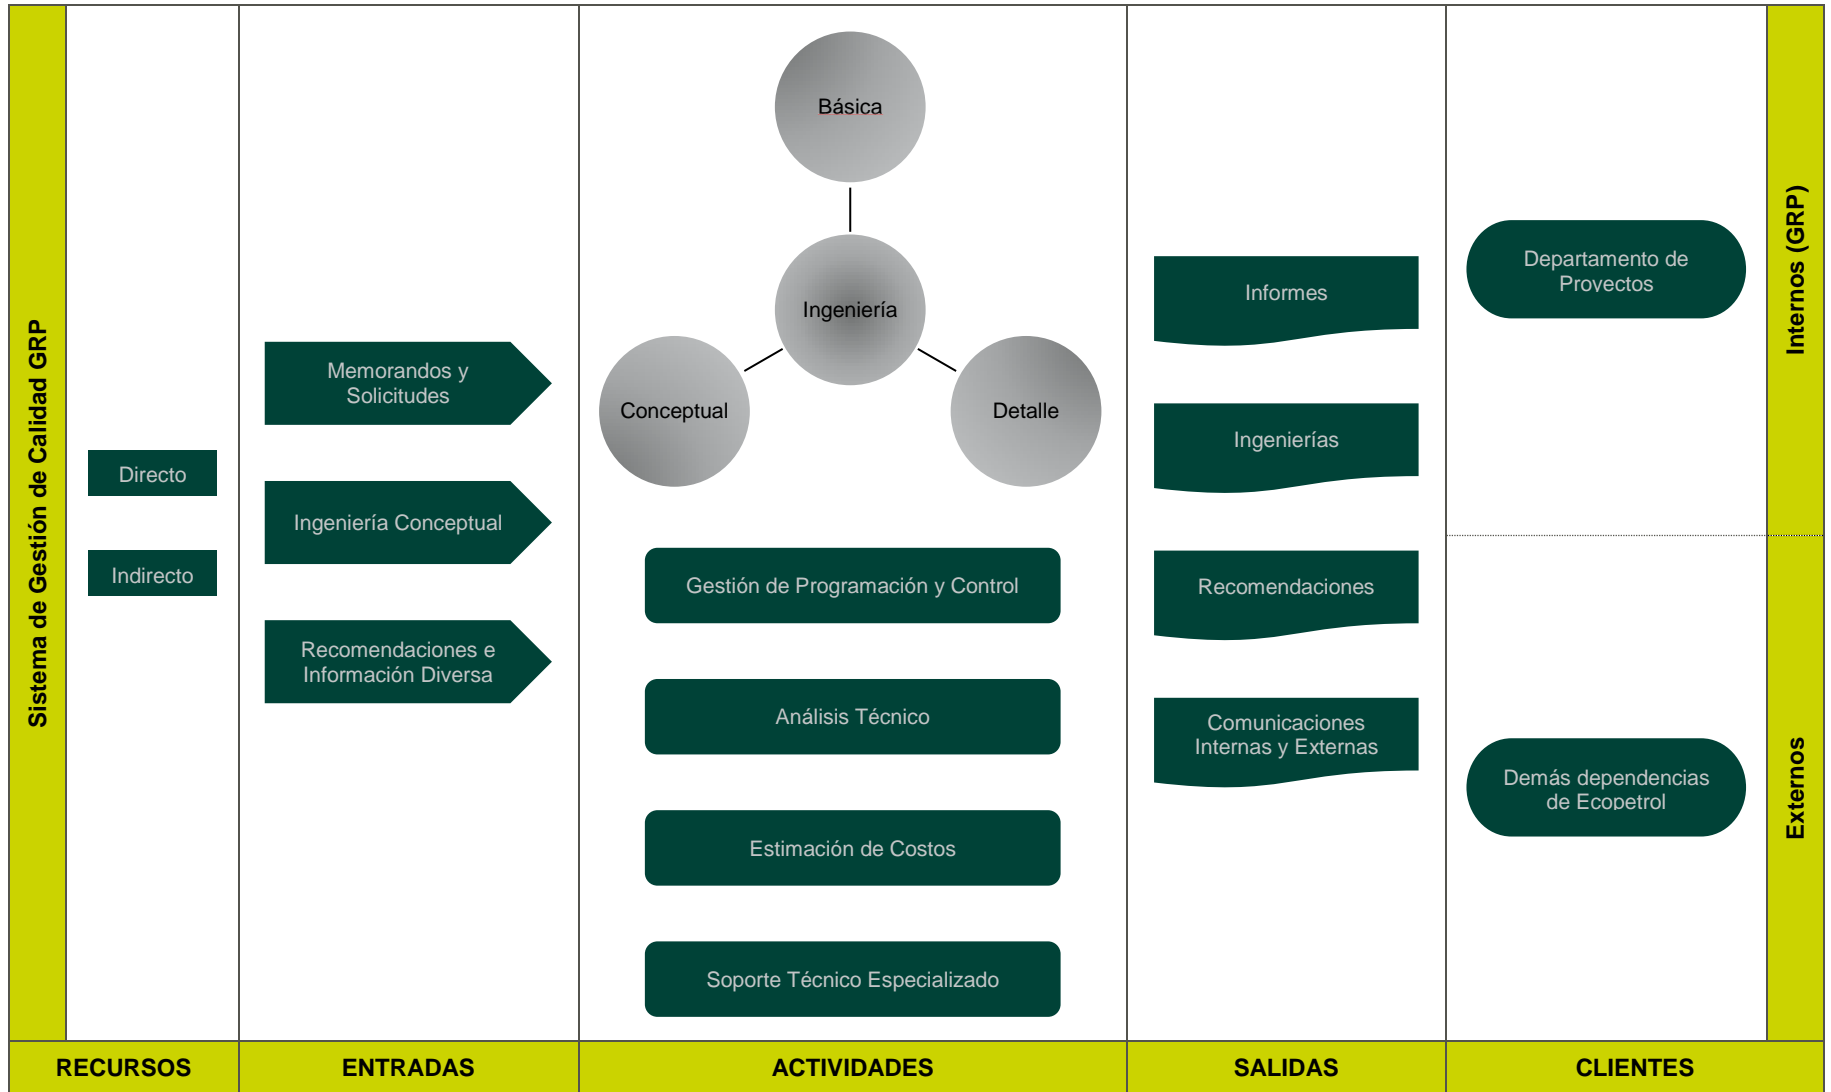 Sistema de Gestión de Calidad GRP
Directo
Indirecto
Memorandos y
Solicitudes
Ingeniería Conceptual
Recomendaciones e
Información Diversa
Básica
Ingeniería
Conceptual
Detalle
Gestión de Programación y Control
Análisis Técnico
Estimación de Costos
Soporte Técnico Especializado
Informes
Ingenierías
Recomendaciones
Comunicaciones
Internas y Externas
Departamento de
Proyectos
Demás dependencias
de Ecopetrol
Internos (GRP)
Externos
RECURSOS
ENTRADAS
ACTIVIDADES
SALIDAS
CLIENTES